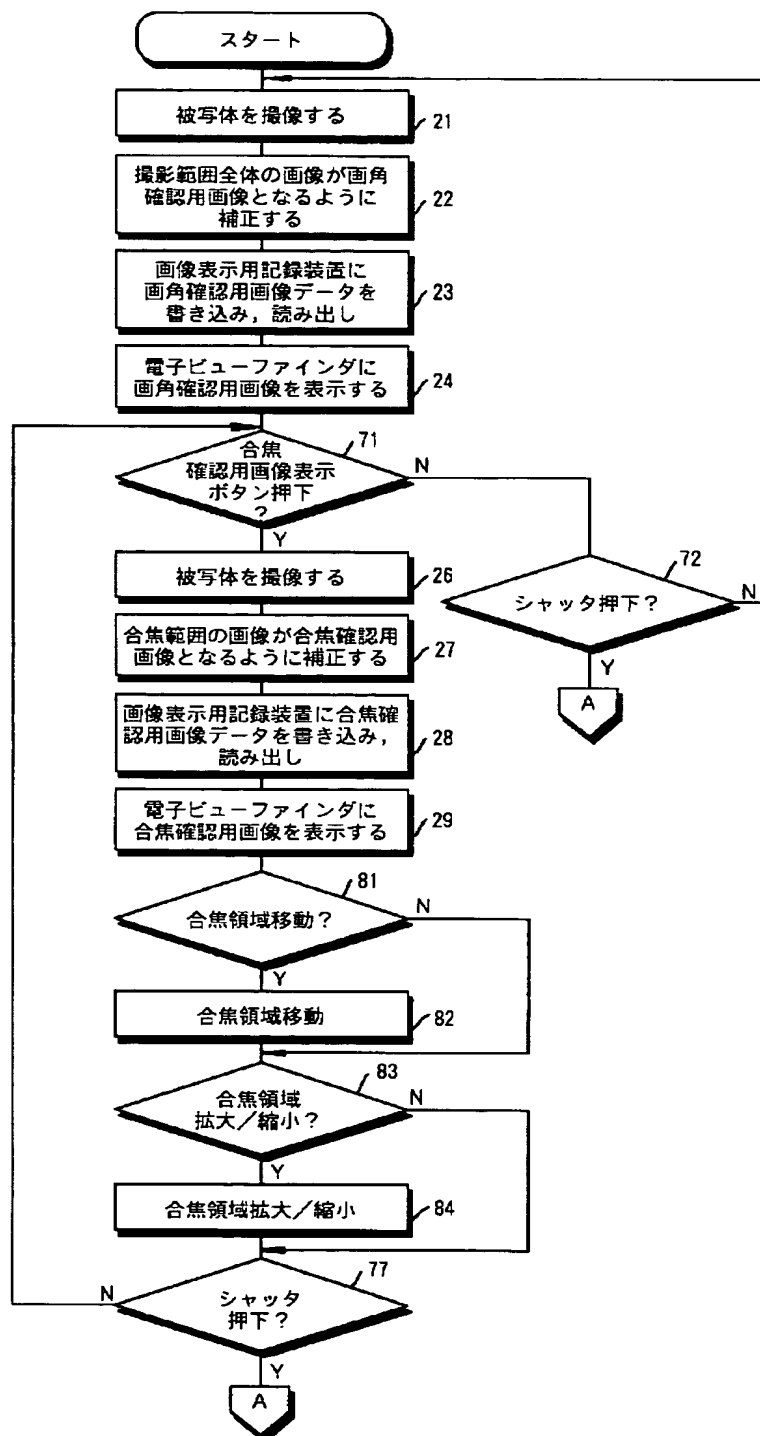 スタート
被写体を撮像する
21
撮影範囲全体の画像が画角
確認用画像となるように
補正する
22
画像表示用記録装置に
画角確認用画像データを
書き込み，読み出し
23
電子ビューファインダに
画角確認用画像を表示する
24
合焦
確認用画像表示
ボタン押下
？
71
N
Y
シャッタ押下？
72
N
Y
A
被写体を撮像する
26
合焦範囲の画像が合焦確認用
画像となるように補正する
27
画像表示用記録装置に合焦確
認用画像データを書き込み，
読み出し
28
電子ビューファインダに
合焦確認用画像を表示する
29
合焦領域移動？
81
N
Y
合焦領域移動
82
合焦領域
拡大／縮小？
83
N
Y
合焦領域拡大／縮小
84
シャッタ
押下？
77
N
Y
A